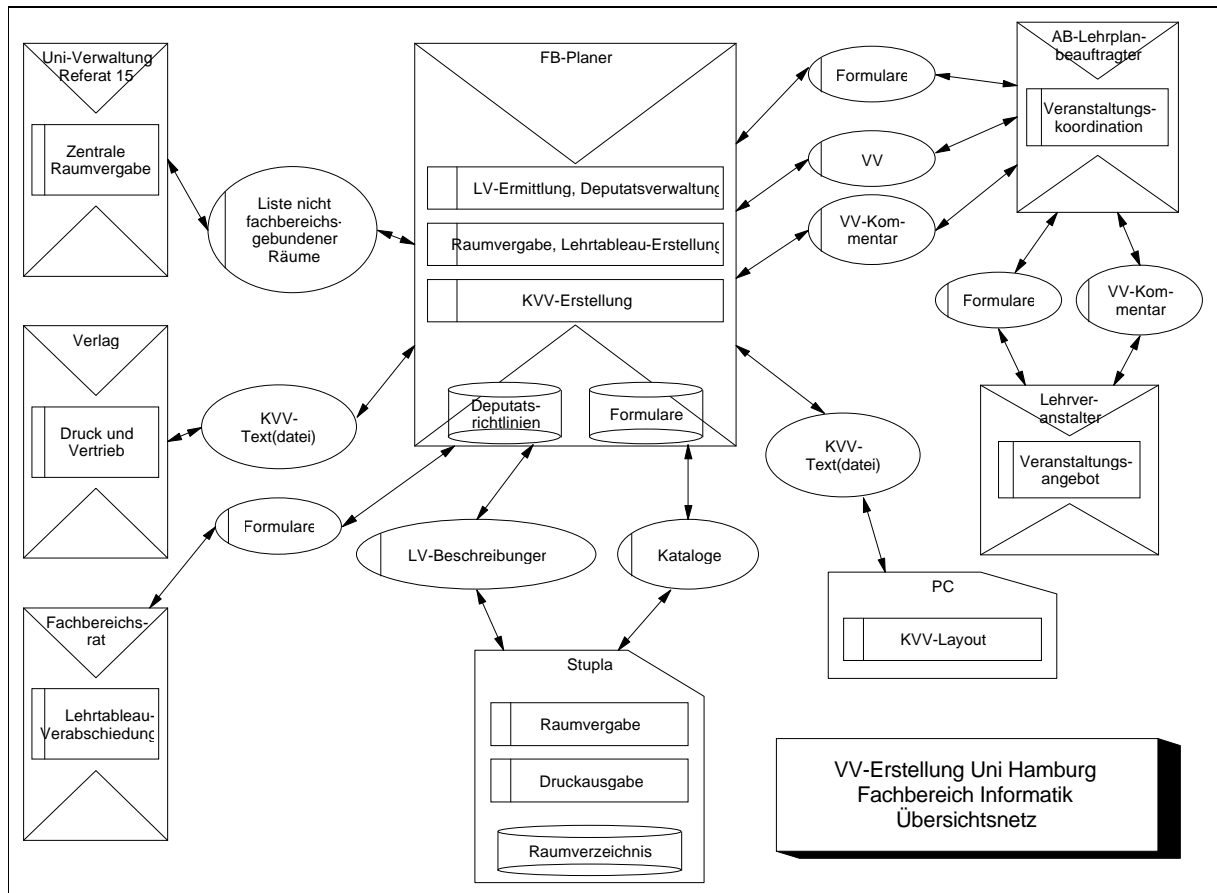 Uni-Verwaltung
Referat 15
Zentrale
Raumvergabe
Liste nicht
fachbereichs-
gebundener
Räume
FB-Planer
LV-Ermittlung, Deputatsverwaltung
Raumvergabe, Lehrtableau-Erstellung
KVV-Erstellung
Deputats-
richtlinien
Formulare
Formulare
VV
VV-Kom-
mentar
AB-Lehrplan-
beauftragter
Veranstaltungs-
koordination
Formulare
VV-Kom-
mentar
Lehrver-
anstalter
Veranstaltungs-
angebot
Verlag
Druck und
Vertrieb
KVV-
Text(datei)
Formulare
Fachbereichs-
rat
Lehrtableau-
Verabschiedung
LV-Beschreibungen
Kataloge
KVV-
Text(datei)
PC
KVV-Layout
Stupla
Raumvergabe
Druckausgabe
Raumverzeichnis
VV-Erstellung Uni Hamburg
Fachbereich Informatik
Übersichtsnetz